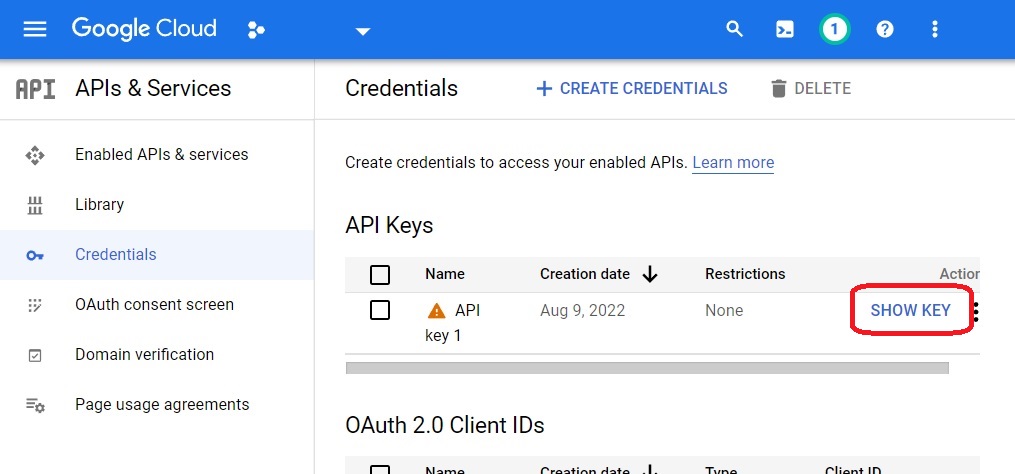 Google Cloud
1
API APIs & Services
Credentials
CREATE CREDENTIALS
DELETE
Enabled APIs & services
Library
Credentials
OAuth consent screen
Domain verification
Page usage agreements
Create credentials to access your enabled APIs. Learn more
API Keys
Name Creation date Restrictions Action
API key 1 Aug 9, 2022 None SHOW KEY
OAuth 2.0 Client IDs
Name Creation date Type Client ID